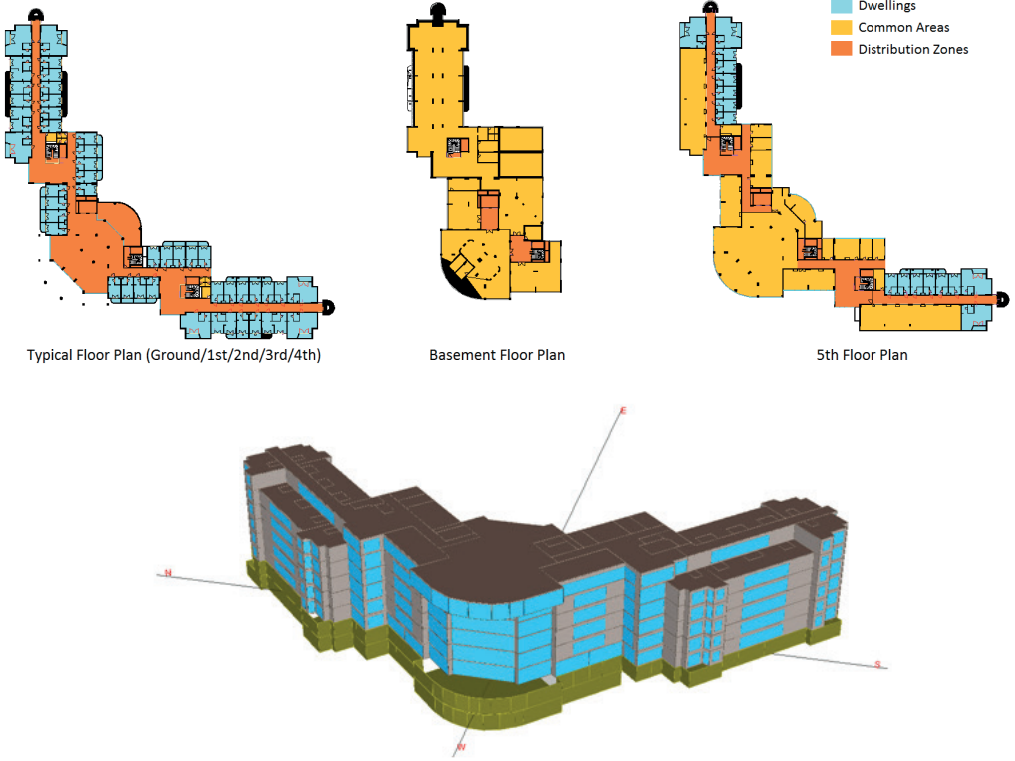 Dwellings
Common Areas
Distribution Zones
Typical Floor Plan (Ground/1st/2nd/3rd/4th)
Basement Floor Plan
5th Floor Plan
E
N
S
W